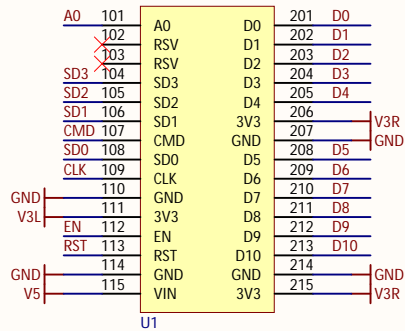 A0 101 A0 D0 201 D0
102 RSV D1 202 D1
103 RSV D2 203 D2
SD3 104 SD3 D3 204 D3
SD2 105 SD2 D4 205 D4
SD1 106 SD1 3V3 206 V3R
CMD 107 CMD GND 207 GND
SD0 108 SD0 D5 208 D5
CLK 109 CLK D6 209 D6
GND 110 GND D7 210 D7
V3L 111 3V3 D8 211 D8
EN 112 EN D9 212 D9
RST 113 RST D10 213 D10
GND 114 GND GND 214 GND
V5 115 VIN 3V3 215 V3R
U1